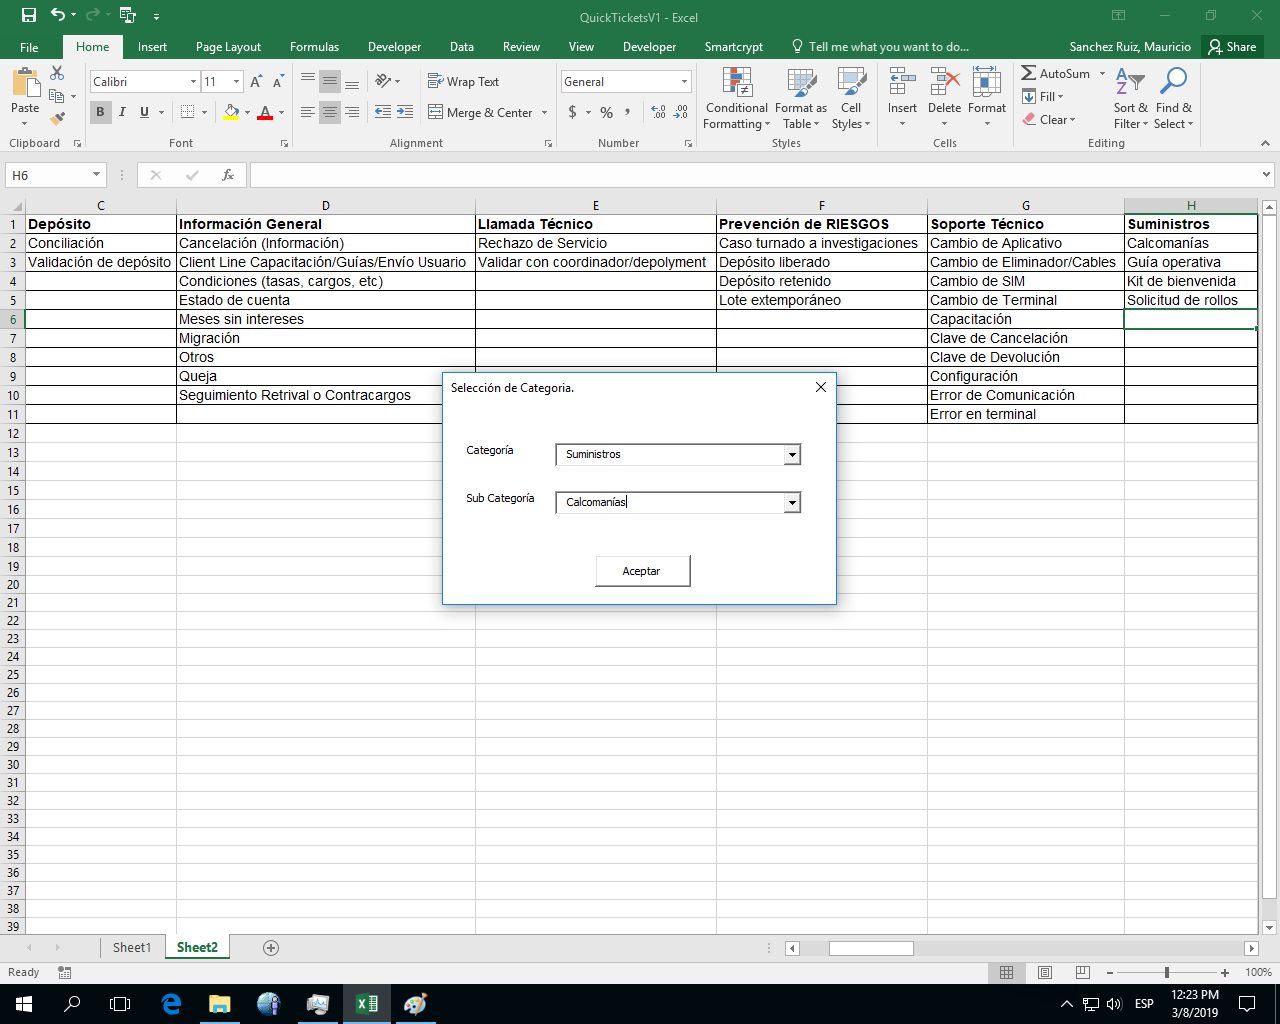 QuickTicketsV1 - Excel
File Home Insert Page Layout Formulas Developer Data Review View Developer Smartcrypt Tell me what you want to do... Sanchez Ruiz, Mauricio Share
Paste
Clipboard
Calibri 11
B I U
Font
Wrap Text
Merge & Center
Alignment
General
$ % ,
Number
Conditional Formatting
Format as Table
Cell Styles
Styles
Insert Delete Format
Cells
AutoSum
Fill
Clear
Sort & Filter
Find & Select
Editing
H6 fx
C D E F G H
1 Depósito Información General Llamada Técnico Prevención de RIESGOS Soporte Técnico Suministros
2 Conciliación Cancelación (Información) Rechazo de Servicio Caso turnado a investigaciones Cambio de Aplicativo Calcomanías
3 Validación de depósito Client Line Capacitación/Guías/Envío Usuario Validar con coordinador/depolyment Depósito liberado Cambio de Eliminador/Cables Guía operativa
4 Condiciones (tasas, cargos, etc) Depósito retenido Cambio de SIM Kit de bienvenida
5 Estado de cuenta Lote extemporáneo Cambio de Terminal Solicitud de rollos
6 Meses sin intereses Capacitación
7 Migración Clave de Cancelación
8 Otros Clave de Devolución
9 Queja Configuración
10 Seguimiento Retrival o Contracargos Error de Comunicación
11 Error en terminal
12
13
14
15
16
17
18
19
20
21
22
23
24
25
26
27
28
29
30
31
32
33
34
35
36
37
38
39
Selección de Categoria.
Categoría Suministros
Sub Categoría Calcomanías
Aceptar
Sheet1 Sheet2
Ready 100%
ESP 12:23 PM
3/8/2019